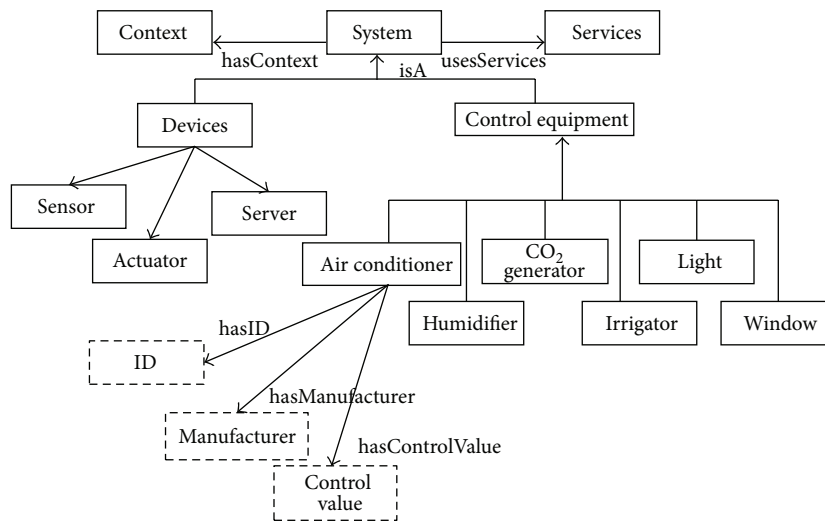 Context
System
Services
hasContext
usesServices
isA
Devices
Control equipment
Sensor
Server
Actuator
Air conditioner
CO₂
generator
Light
Humidifier
Irrigator
Window
hasID
ID
hasManufacturer
Manufacturer
hasControlValue
Control
value